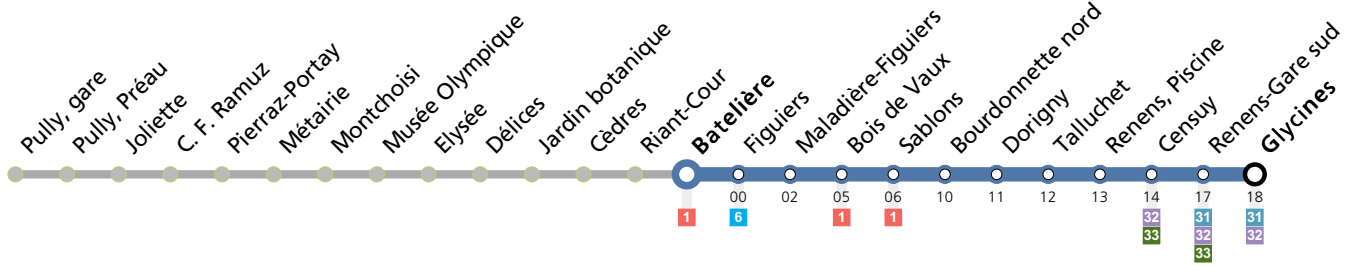 Pully, gare
Pully, Préau
Joliette
C. F. Ramuz
Pierraz-Portay
Métairie
Montchoisi
Musée Olympique
Elysée
Délices
Jardin botanique
Cèdres
Riant-Cour
Batelière
Figuiers
Maladière-Figuiers
Bois de Vaux
Sablons
Bourdonnette nord
Dorigny
Talluchet
Renens, Piscine
Censuy
Renens-Gare sud
Glycines
00 02 05 06 10 11 12 13 14 17 18
1 6 1 1 32 31 31
33 32 32
33